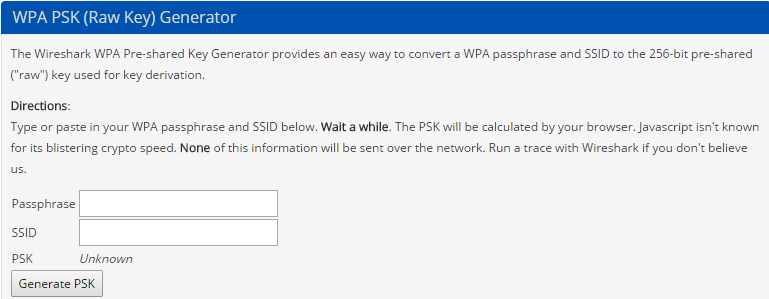 WPA PSK (Raw Key) Generator
The Wireshark WPA Pre-shared Key Generator provides an easy way to convert a WPA passphrase and SSID to the 256-bit pre-shared
("raw") key used for key derivation.
Directions:
Type or paste in your WPA passphrase and SSID below. Wait a while. The PSK will be calculated by your browser. Javascript isn't known
for its blistering crypto speed. None of this information will be sent over the network. Run a trace with Wireshark if you don't believe
us.
Passphrase
SSID
PSK Unknown
Generate PSK